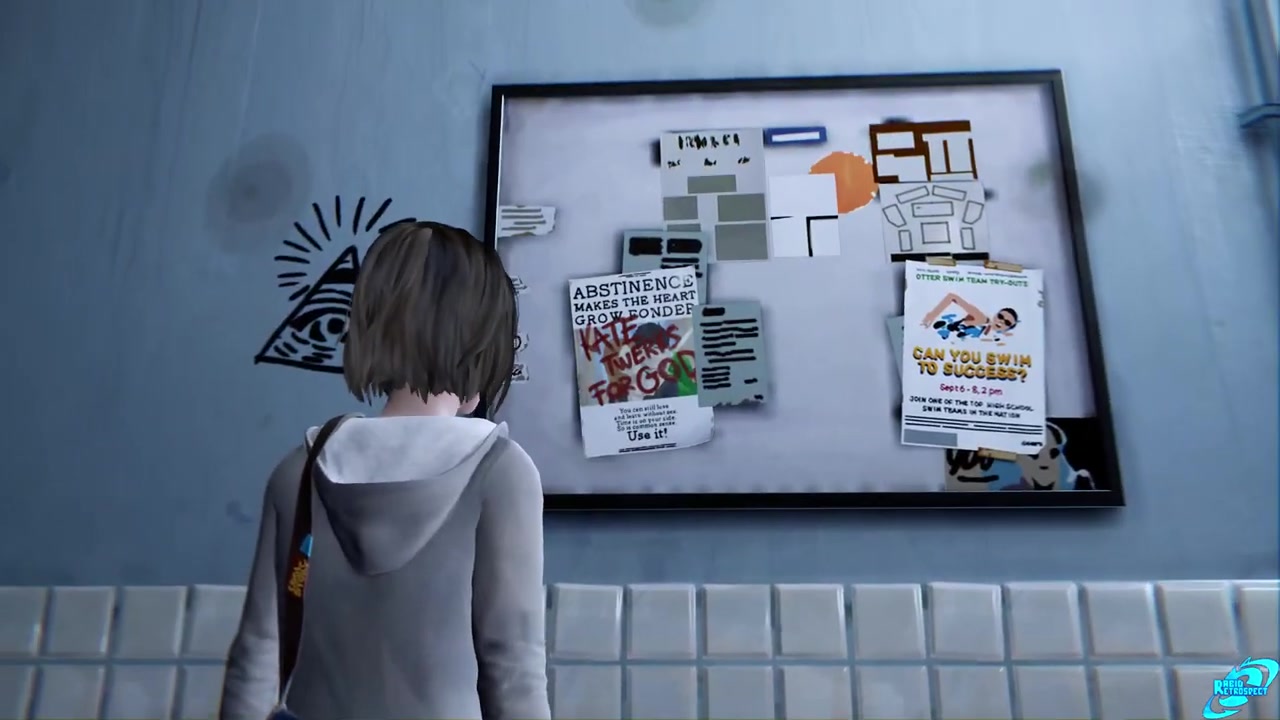 ABSTINENCE
MAKES THE HEART
GROW FONDER
KATE
TWERKS
FOR GOD
You can still love
and learn without sex.
Time is on your side.
So is common sense.
Use it!
OTTER SWIM TEAM TRY-OUTS
CAN YOU SWIM
TO SUCCESS?
Sept 6 - 8, 2 pm
JOIN ONE OF THE TOP HIGH SCHOOL
SWIM TEAMS IN THE NATION
RAPID
RETROSPECT